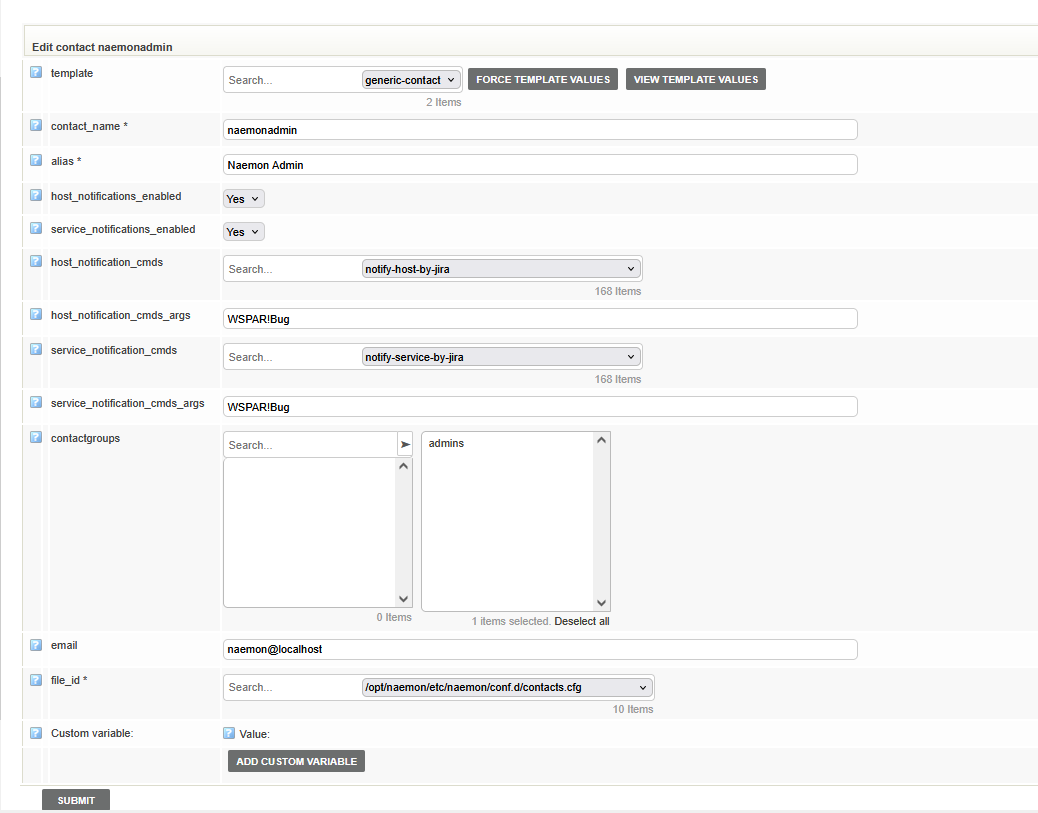 Edit contact naemonadmin
template
Search... generic-contact FORCE TEMPLATE VALUES VIEW TEMPLATE VALUES
2 Items
contact_name * naemonadmin
alias * Naemon Admin
host_notifications_enabled Yes
service_notifications_enabled Yes
host_notification_cmds Search... notify-host-by-jira
168 Items
host_notification_cmds_args WSPAR!Bug
service_notification_cmds Search... notify-service-by-jira
168 Items
service_notification_cmds_args WSPAR!Bug
contactgroups Search... admins
0 Items 1 items selected. Deselect all
email naemon@localhost
file_id * Search... /opt/naemon/etc/naemon/conf.d/contacts.cfg
10 Items
Custom variable: Value:
ADD CUSTOM VARIABLE
SUBMIT